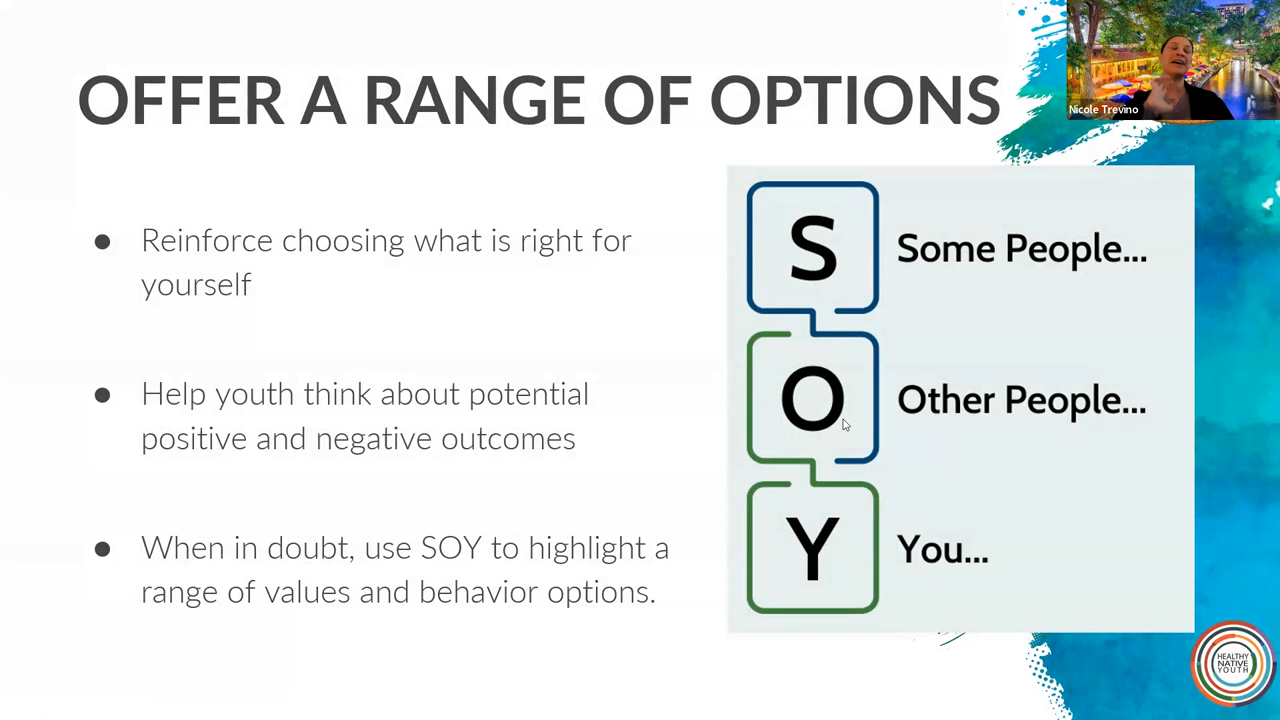 OFFER A RANGE OF OPTIONS
Nicole Trevino
● Reinforce choosing what is right for
yourself
● Help youth think about potential
positive and negative outcomes
● When in doubt, use SOY to highlight a
range of values and behavior options.
S Some People...
O Other People...
Y You...
HEALTHY
NATIVE
YOUTH